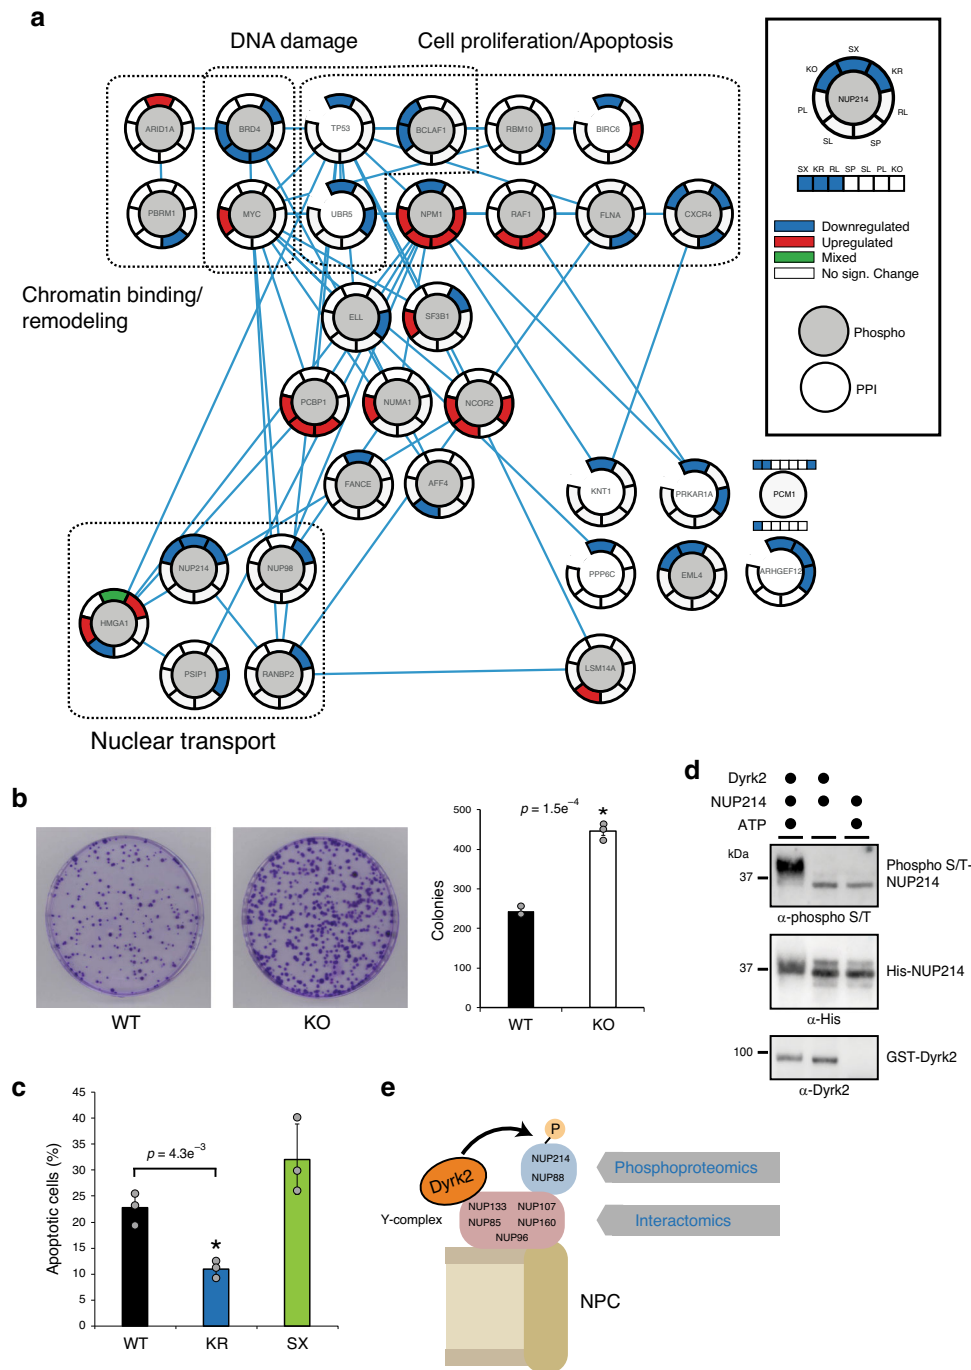 a
DNA damage
Cell proliferation/Apoptosis
ARID1A
BRD4
TP53
BCLAF1
RBM10
BIRC6
PBRM1
MYC
UBR5
NPM1
RAF1
FLNA
CXCR4
Chromatin binding/
remodeling
ELL
SF3B1
PCBP1
NUMA1
NCOR2
FANCE
AFF4
KNT1
PRKAR1A
PCM1
NUP214
NUP98
PPP6C
EML4
ARHGEF12
HMGA1
PSIP1
RANBP2
LSM14A
Nuclear transport
SX
KO
KR
NUP214
PL
RL
SL
SP
SX KR RL SP SL PL KO
Downregulated
Upregulated
Mixed
No sign. Change
Phospho
PPI
b
WT
KO
Colonies
500
400
300
200
100
0
p = 1.5e⁻⁴
*
WT
KO
c
Apoptotic cells (%)
45
40
35
30
25
20
15
10
5
0
p = 4.3e⁻³
*
WT
KR
SX
d
Dyrk2
NUP214
ATP
kDa
37
Phospho S/T-
NUP214
α-phospho S/T
37
His-NUP214
α-His
100
GST-Dyrk2
α-Dyrk2
e
P
NUP214
NUP88
Phosphoproteomics
Dyrk2
Y-complex
NUP133 NUP107
NUP85 NUP160
NUP96
Interactomics
NPC